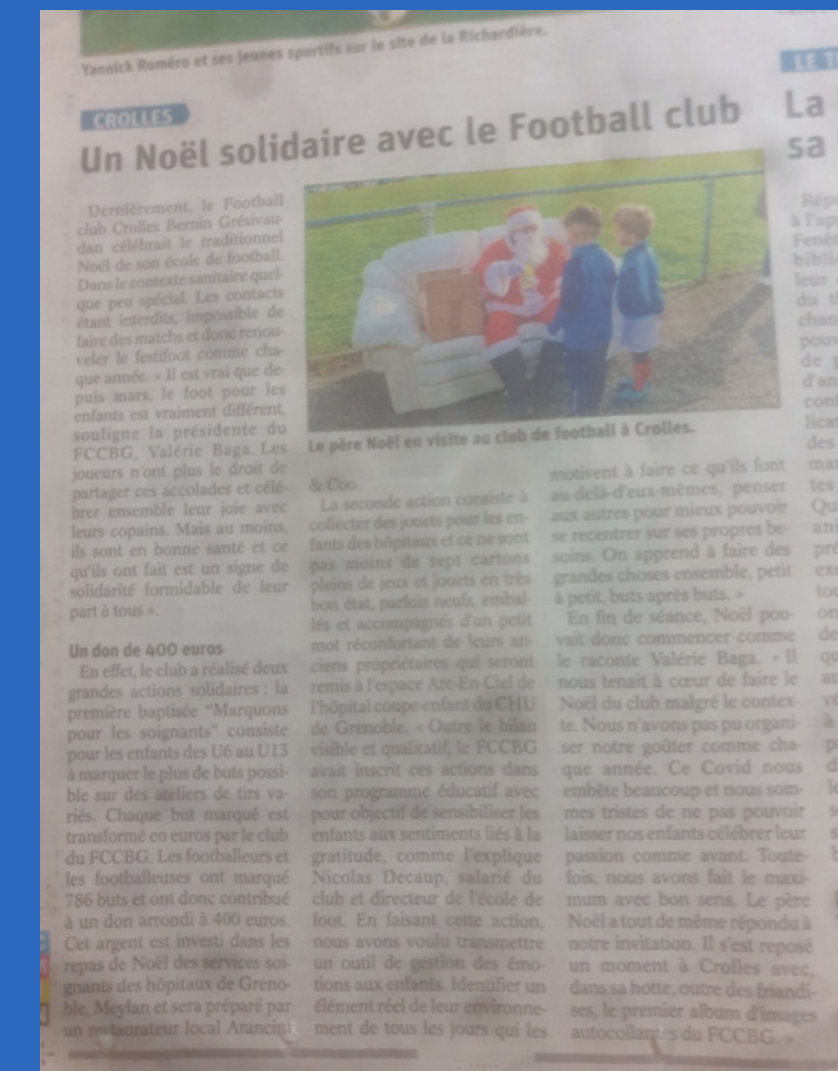 Yannick Roméro et ses jeunes sportifs sur le site de la Richardière.
CROLLES
Un Noël solidaire avec le Football club
Dernièrement, le Football
club Crolles Bernin Grésivau-
dan célébrait le traditionnel
Noël de son école de football.
Dans le contexte sanitaire quel-
que peu spécial. Les contacts
étant interdits, impossible de
faire des matchs et donc renou-
veler le festifoot comme cha-
que année. « Il est vrai que de-
puis mars, le foot pour les
enfants est vraiment différent,
souligne la présidente du
FCCBG, Valérie Baga. Les
joueurs n'ont plus le droit de
partager ces accolades et célé-
brer ensemble leur joie avec
leurs copains. Mais au moins,
ils sont en bonne santé et ce
qu'ils ont fait est un signe de
solidarité formidable de leur
part à tous ».
Un don de 400 euros
En effet, le club a réalisé deux
grandes actions solidaires : la
première baptisée "Marquons
pour les soignants" consiste
pour les enfants des U6 au U13
à marquer le plus de buts possi-
ble sur des ateliers de tirs va-
riés. Chaque but marqué est
transformé en euros par le club
du FCCBG. Les footballeurs et
les footballeuses ont marqué
786 buts et ont donc contribué
à un don arrondi à 400 euros.
Cet argent est investi dans les
repas de Noël des services soi-
gnants des hôpitaux de Greno-
ble, Meylan et sera préparé par
un restaurateur local Arancini
Le père Noël en visite au club de football à Crolles.
& Coo.
La seconde action consiste à
collecter des jouets pour les en-
fants des hôpitaux et ce ne sont
pas moins de sept cartons
pleins de jeux et jouets en très
bon état, parfois neufs, embal-
lés et accompagnés d'un petit
mot réconfortant de leurs an-
ciens propriétaires qui seront
remis à l'espace Arc-En-Ciel de
l'hôpital coupe-enfant du CHU
de Grenoble. « Outre le bilan
visible et qualitatif, le FCCBG
avait inscrit ces actions dans
son programme éducatif avec
pour objectif de sensibiliser les
enfants aux sentiments liés à la
gratitude, comme l'explique
Nicolas Decaup, salarié du
club et directeur de l'école de
foot. En faisant cette action,
nous avons voulu transmettre
un outil de gestion des émo-
tions aux enfants. Identifier un
élément réel de leur environne-
ment de tous les jours qui les
motivent à faire ce qu'ils font
au-delà-d'eux-mêmes, penser
aux autres pour mieux pouvoir
se recentrer sur ses propres be-
soins. On apprend à faire des
grandes choses ensemble, petit
à petit, buts après buts. »
En fin de séance, Noël pou-
vait donc commencer comme
le raconte Valérie Baga. « Il
nous tenait à cœur de faire le
Noël du club malgré le contex-
te. Nous n'avons pas pu organi-
ser notre goûter comme cha-
que année. Ce Covid nous
embête beaucoup et nous som-
mes tristes de ne pas pouvoir
laisser nos enfants célébrer leur
passion comme avant. Toute-
fois, nous avons fait le maxi-
mum avec bon sens. Le père
Noël a tout de même répondu à
notre invitation. Il s'est reposé
un moment à Crolles avec,
dans sa hotte, outre des friandi-
ses, le premier album d'images
autocollantes du FCCBG. »
LE
La
sa